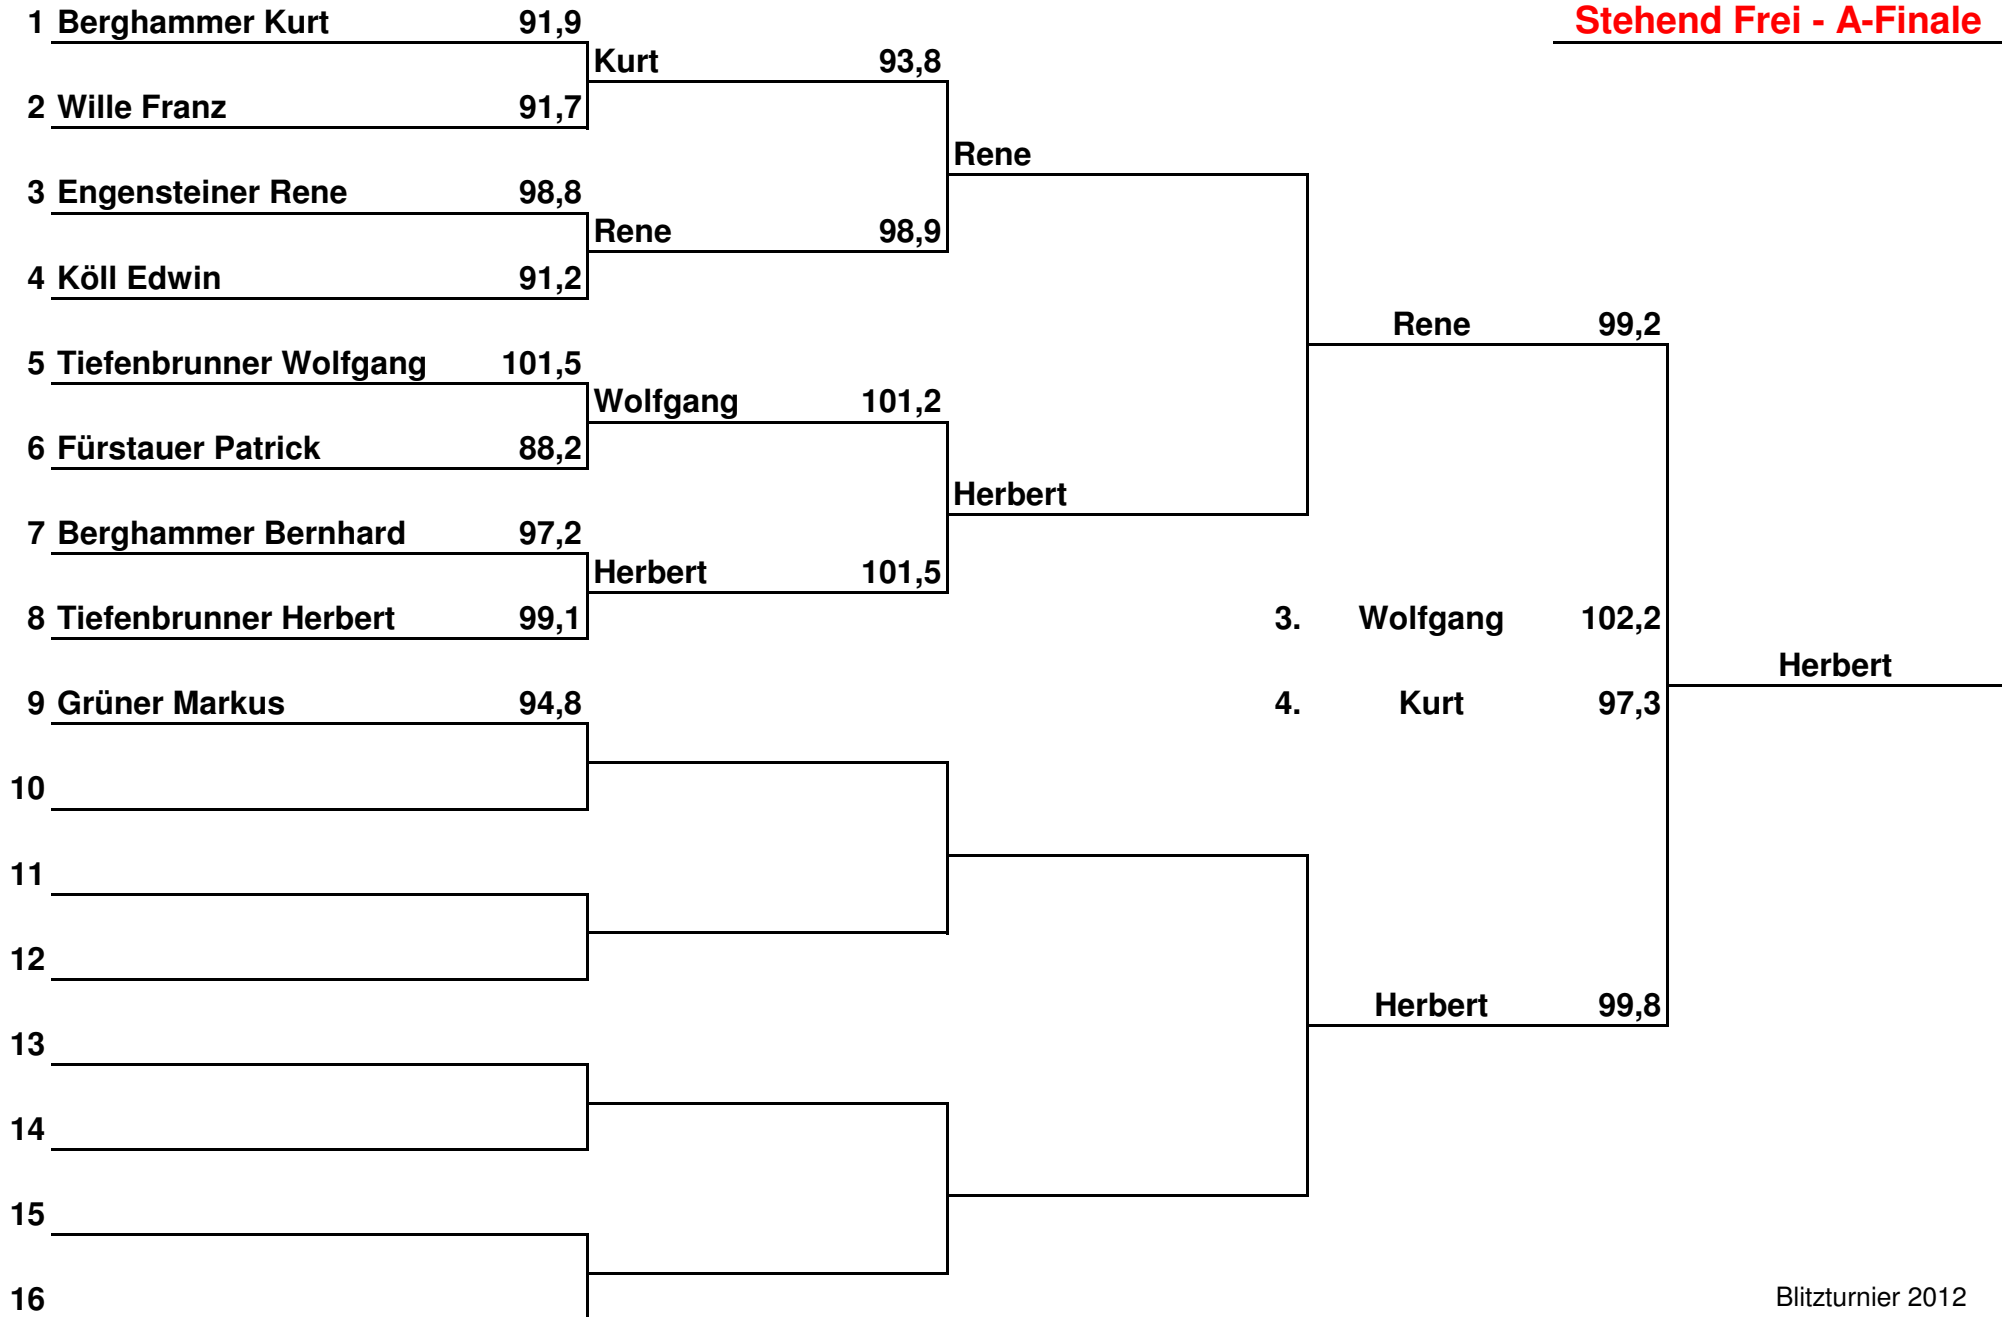 1 Berghammer Kurt 91,9
Stehend Frei - A-Finale
Kurt 93,8
2 Wille Franz 91,7
Rene
3 Engensteiner Rene 98,8
Rene 98,9
4 Köll Edwin 91,2
Rene 99,2
5 Tiefenbrunner Wolfgang 101,5
Wolfgang 101,2
6 Fürstauer Patrick 88,2
Herbert
7 Berghammer Bernhard 97,2
Herbert 101,5
8 Tiefenbrunner Herbert 99,1
3. Wolfgang 102,2
Herbert
9 Grüner Markus 94,8
4. Kurt 97,3
10
11
12
Herbert 99,8
13
14
15
16
Blitzturnier 2012